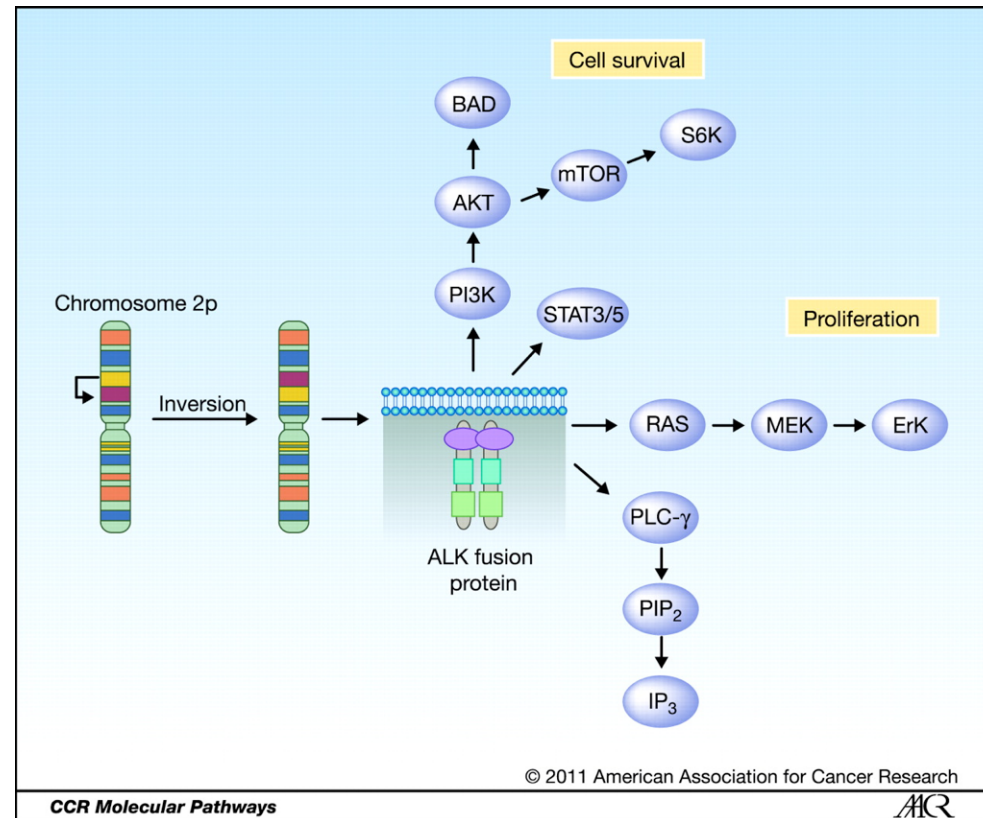 Cell survival
BAD
S6K
mTOR
AKT
PI3K
Chromosome 2p
STAT3/5
Proliferation
Inversion
RAS
MEK
ErK
PLC-γ
ALK fusion
protein
PIP₂
IP₃
© 2011 American Association for Cancer Research
CCR Molecular Pathways
AACR